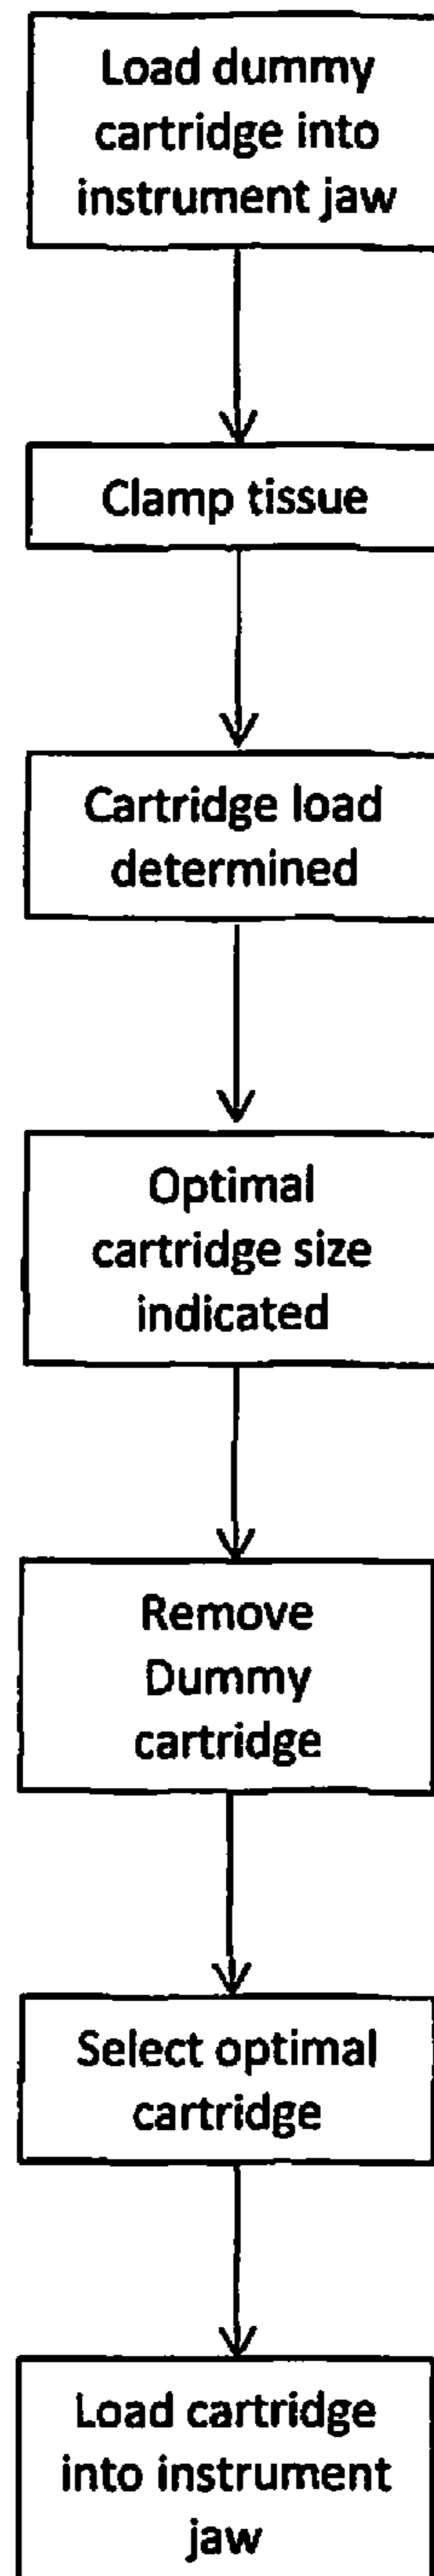 Load dummy
cartridge into
instrument jaw
Clamp tissue
Cartridge load
determined
Optimal
cartridge size
indicated
Remove
Dummy
cartridge
Select optimal
cartridge
Load cartridge
into instrument
jaw